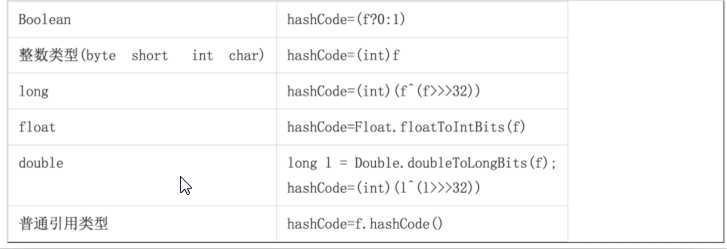 Boolean hashCode=(f?0:1)
整数类型(byte short int char) hashCode=(int)f
long hashCode=(int)(f^(f>>>32))
float hashCode=Float.floatToIntBits(f)
double long l = Double.doubleToLongBits(f);
hashCode=(int)(l^(l>>>32))
普通引用类型 hashCode=f.hashCode()